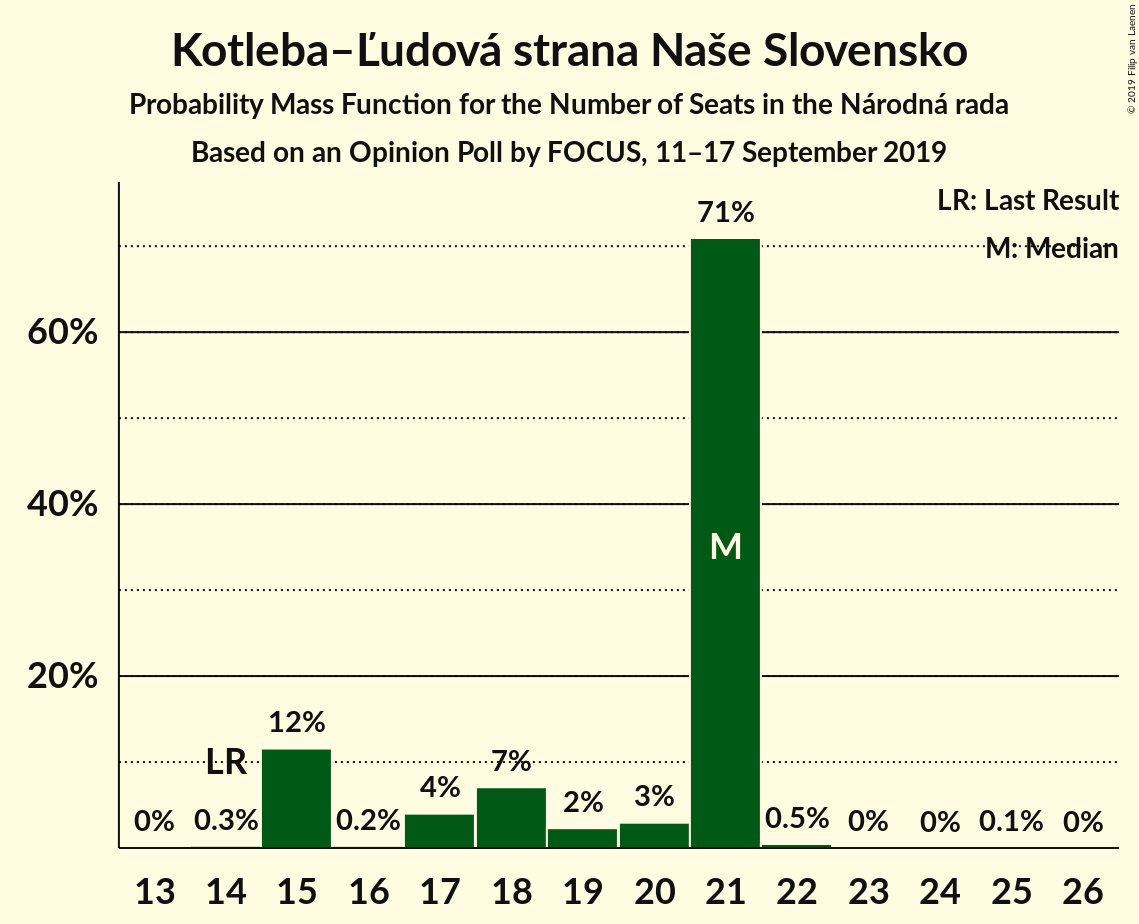 Kotleba–Ľudová strana Naše Slovensko
Probability Mass Function for the Number of Seats in the Národná rada
Based on an Opinion Poll by FOCUS, 11–17 September 2019
© 2019 Filip van Laenen
LR: Last Result
M: Median
71%
60%
40%
M
20%
12%
LR
7%
4%
3%
2%
0%
0.3%
0.2%
0.5%
0%
0%
0.1%
0%
13 14 15 16 17 18 19 20 21 22 23 24 25 26